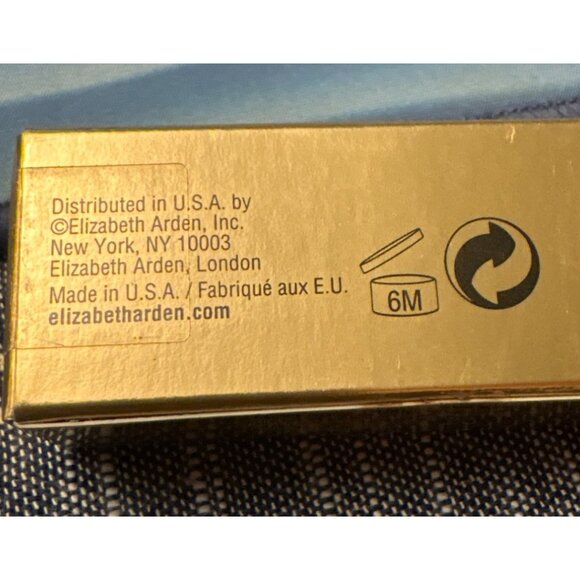 Distributed in U.S.A. by
©Elizabeth Arden, Inc.
New York, NY 10003
Elizabeth Arden, London
Made in U.S.A. / Fabriqué aux E.U.
elizabetharden.com
6M